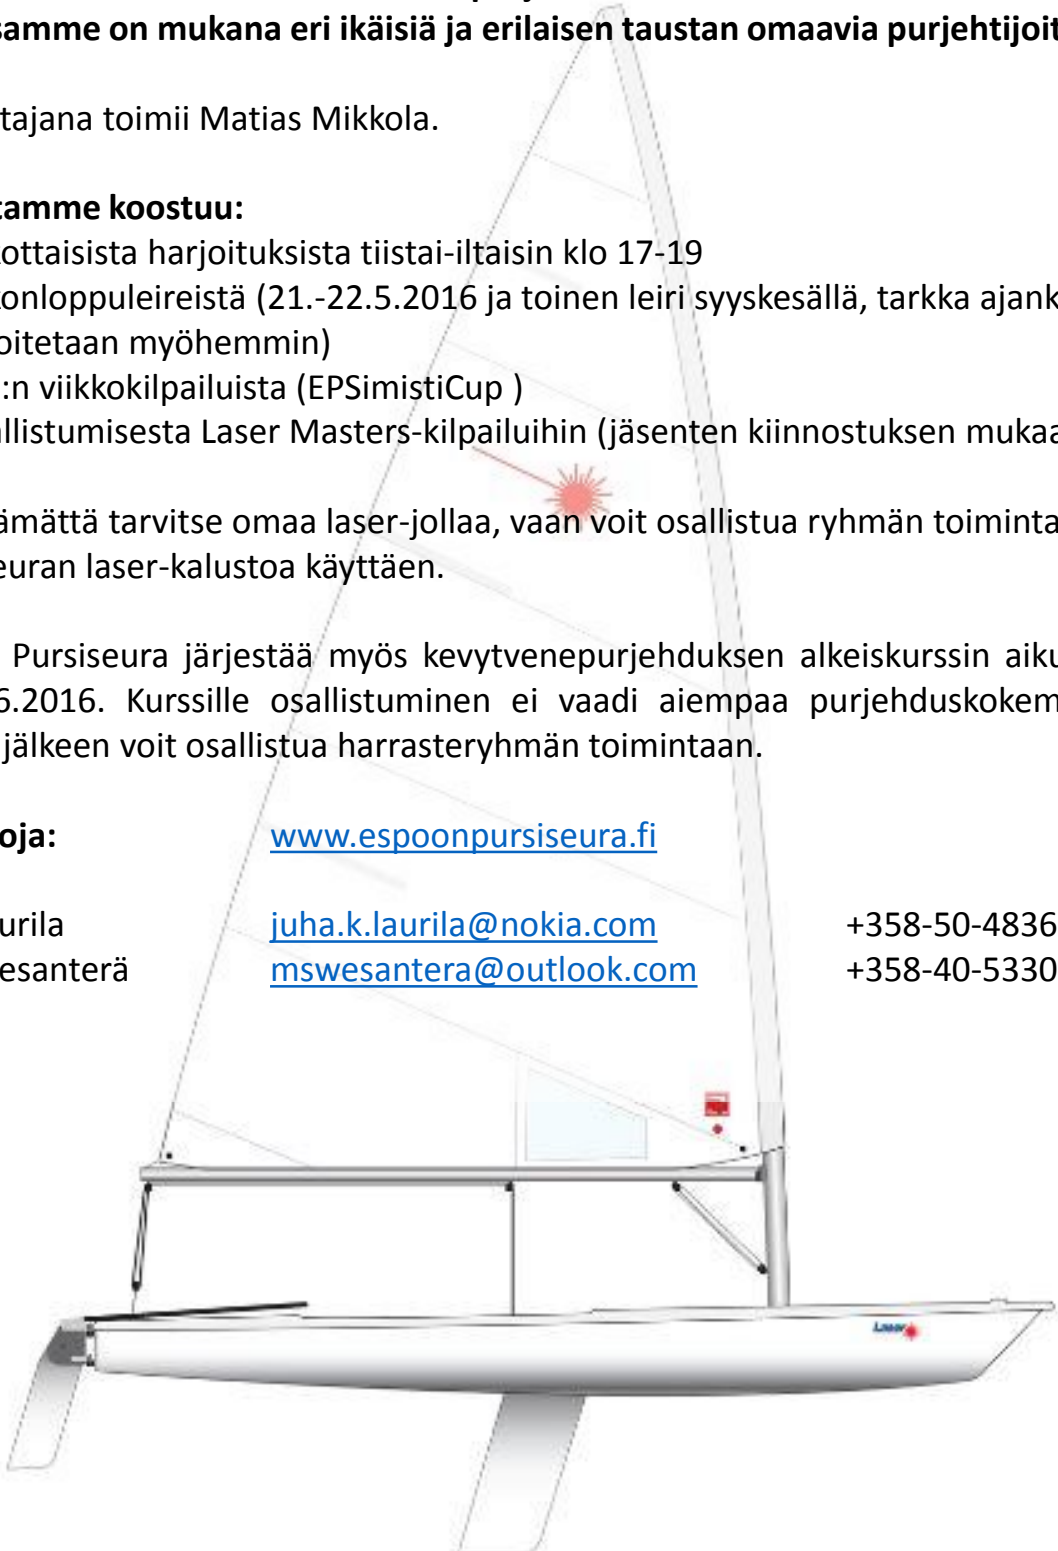 samme on mukana eri ikäisiä ja erilaisen taustan omaavia purjehtijoit
tajana toimii Matias Mikkola.
tamme koostuu:
kottaisista harjoituksista tiistai-iltaisin klo 17-19
konloppuleireistä (21.-22.5.2016 ja toinen leiri syyskesällä, tarkka ajank
oitetaan myöhemmin)
:n viikkokilpailuista (EPSimistiCup )
allistumisesta Laser Masters-kilpailuihin (jäsenten kiinnostuksen mukaa
ämättä tarvitse omaa laser-jollaa, vaan voit osallistua ryhmän toiminta
euran laser-kalustoa käyttäen.
Pursiseura järjestää myös kevytvenepurjehduksen alkeiskurssin aiku
6.2016. Kurssille osallistuminen ei vaadi aiempaa purjehduskokem
jälkeen voit osallistua harrasteryhmän toimintaan.
oja: www.espoonpursiseura.fi
urila juha.k.laurila@nokia.com +358-50-4836
esanterä mswesantera@outlook.com +358-40-5330
Laser